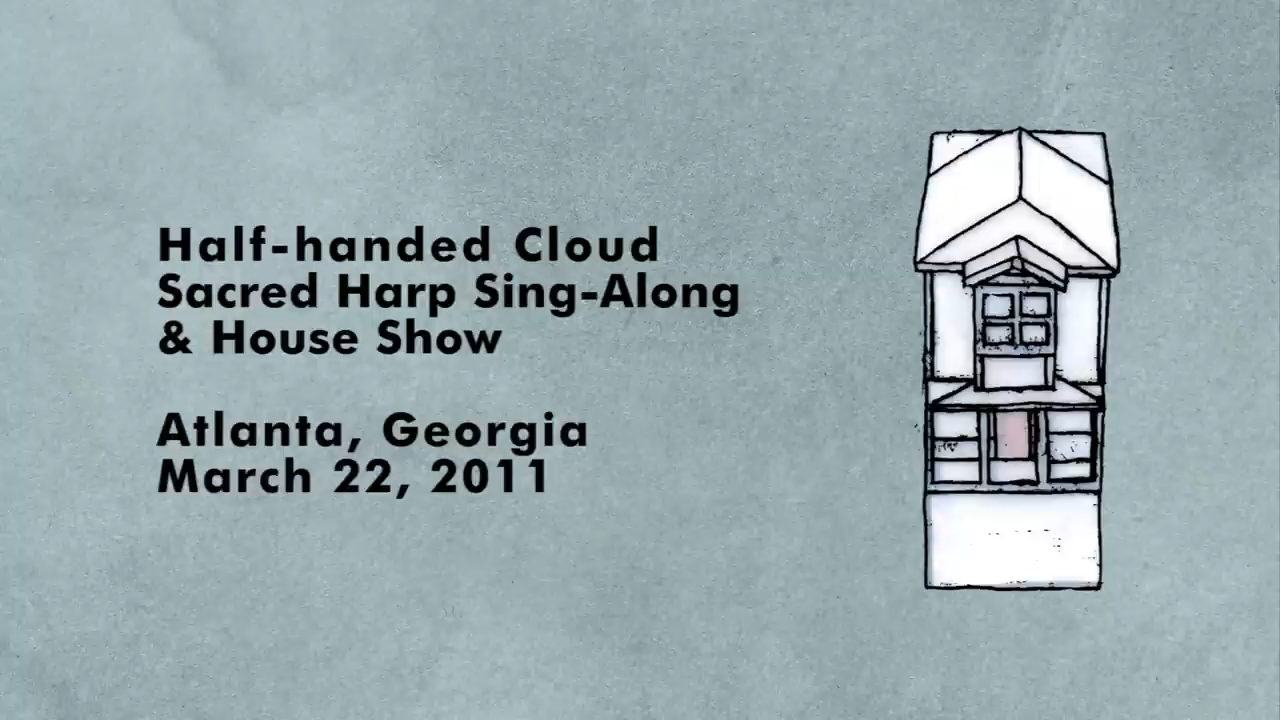 Half-handed Cloud
Sacred Harp Sing-Along
& House Show
Atlanta, Georgia
March 22, 2011